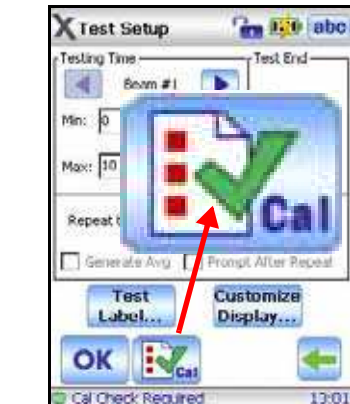 Test Setup abc
Testing Time Test End
Beam #1
Min: 0
Max: 10
Cal
Repeat
Generate Avg Prompt After Repeat
Test Label... Customize Display...
OK Cal
Cal Check Required 13:01